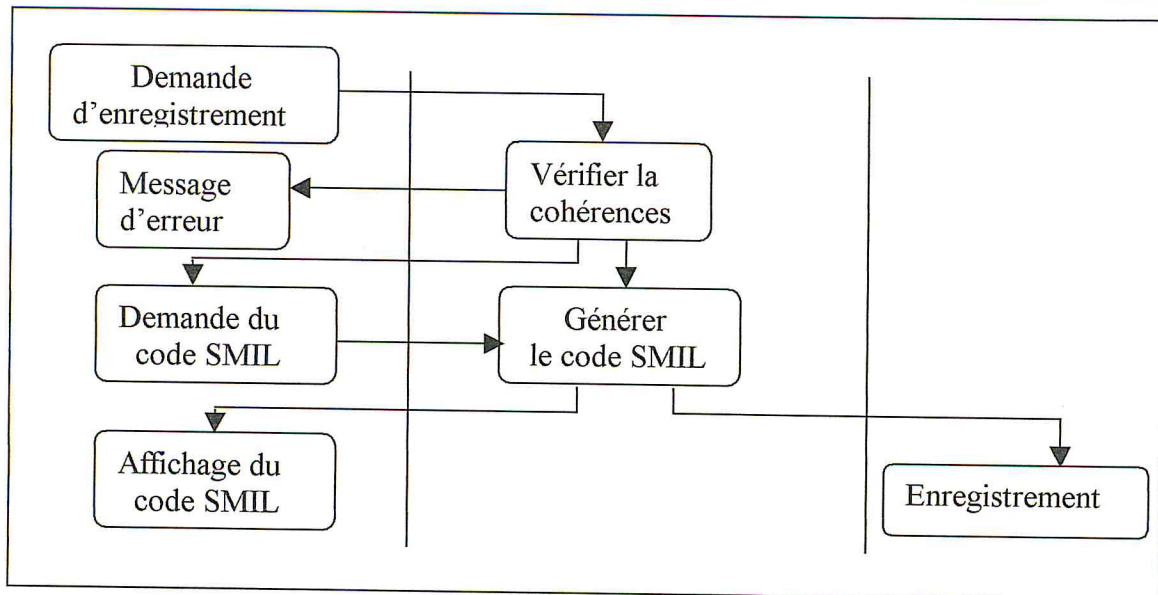 Demande
d'enregistrement
Message
d'erreur
Vérifier la
cohérences
Demande du
code SMIL
Générer
le code SMIL
Affichage du
code SMIL
Enregistrement